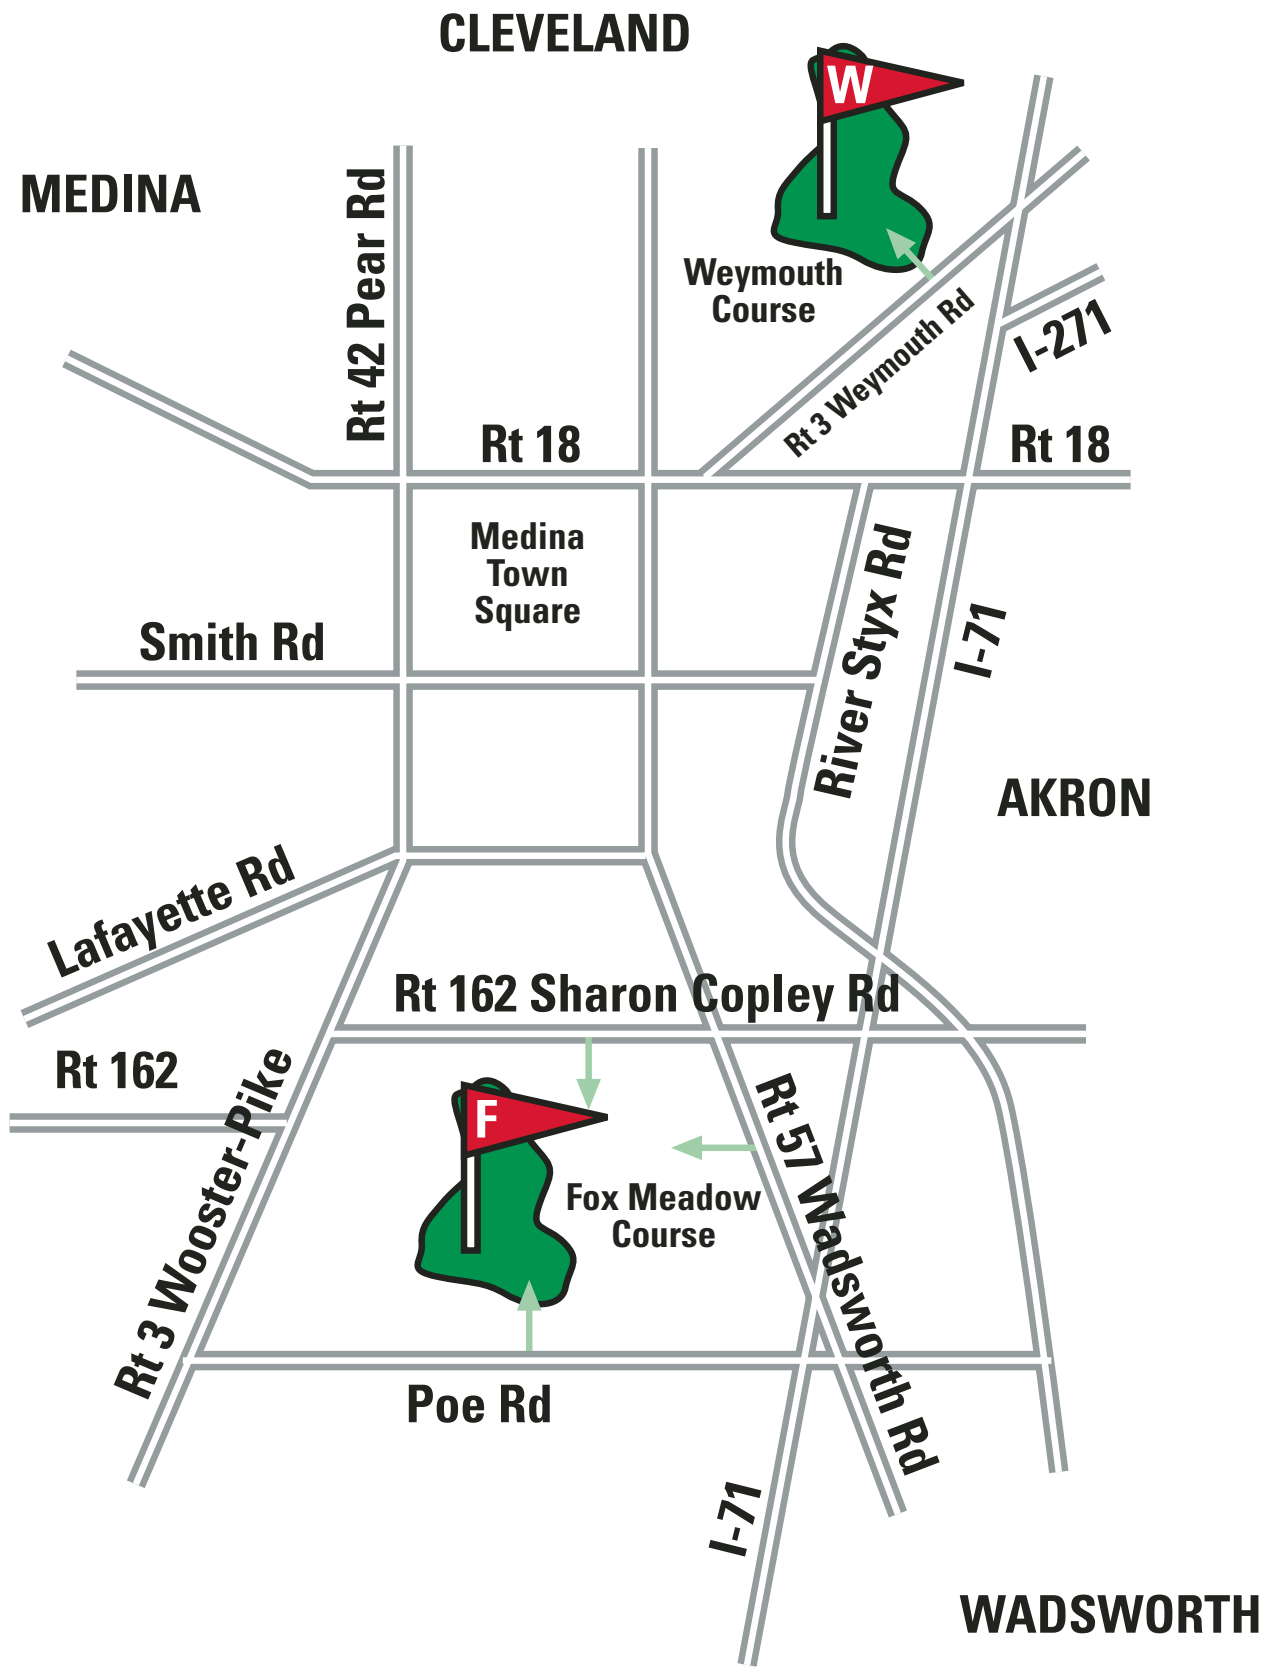 CLEVELAND
W
MEDINA
Rt 42 Pear Rd
Weymouth
Course
Rt 3 Weymouth Rd
I-271
Rt 18
Rt 18
Medina
Town
Square
River Styx Rd
I-71
Smith Rd
AKRON
Lafayette Rd
Rt 162 Sharon Copley Rd
Rt 162
Rt 3 Wooster-Pike
F
Rt 57 Wadsworth Rd
Fox Meadow
Course
Poe Rd
I-71
WADSWORTH